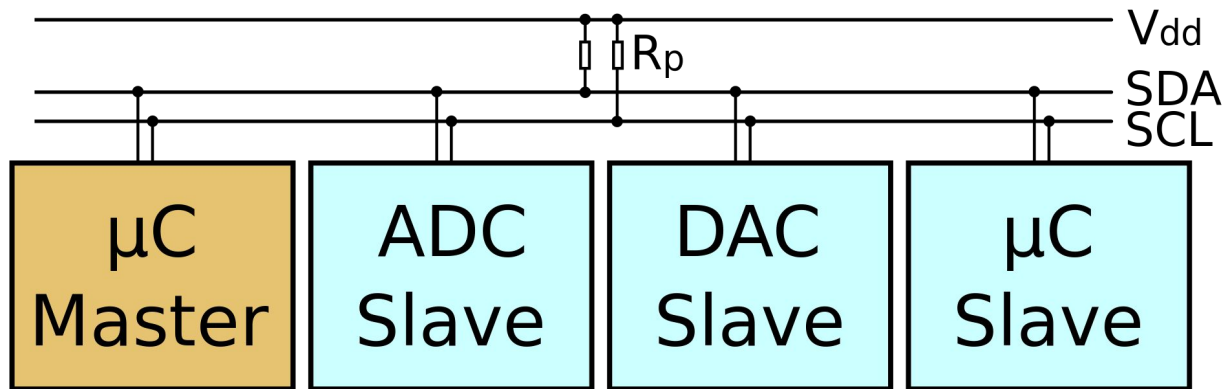 Vdd
Rp
SDA
SCL
µC
Master
ADC
Slave
DAC
Slave
µC
Slave